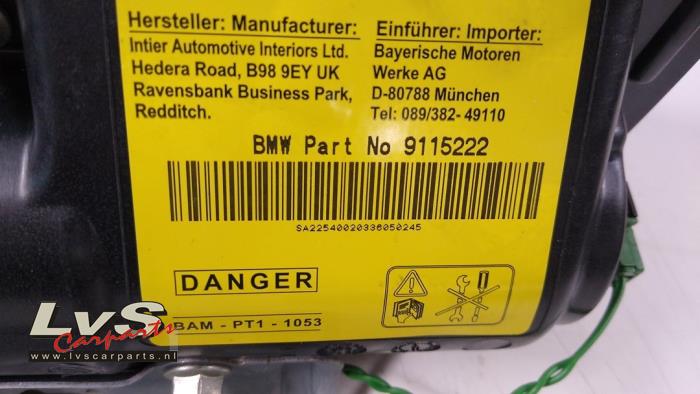 Hersteller: Manufacturer:
Intier Automotive Interiors Ltd.
Hedera Road, B98 9EY UK
Ravensbank Business Park,
Redditch.
Einführer: Importer:
Bayerische Motoren
Werke AG
D-80788 München
Tel: 089/382- 49110
BMW Part No 9115222
SA22540020336050245
DANGER
BAM - PT1 - 1053
LvS
Carparts
www.lvscarparts.nl